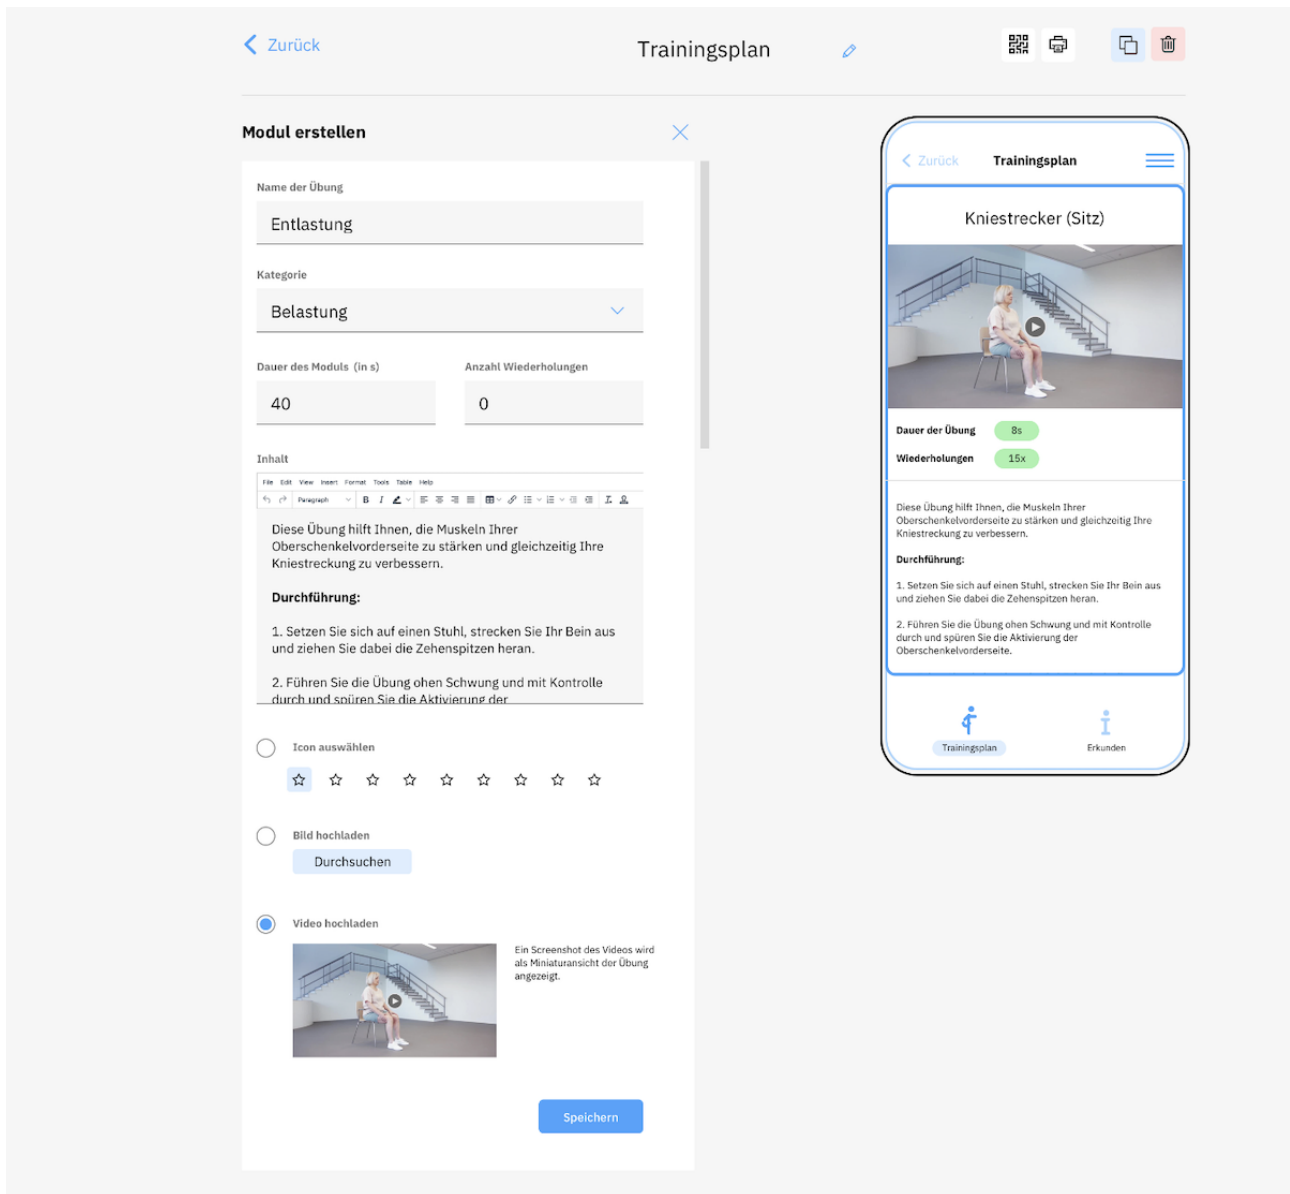 Zurück
Trainingsplan
Modul erstellen
Name der Übung
Entlastung
Kategorie
Belastung
Dauer des Moduls (in s)
Anzahl Wiederholungen
40
0
Inhalt
File Edit View Insert Format Tools Table Help
Paragraph B I
Diese Übung hilft Ihnen, die Muskeln Ihrer
Oberschenkelvorderseite zu stärken und gleichzeitig Ihre
Kniestreckung zu verbessern.
Durchführung:
1. Setzen Sie sich auf einen Stuhl, strecken Sie Ihr Bein aus
und ziehen Sie dabei die Zehenspitzen heran.
2. Führen Sie die Übung ohen Schwung und mit Kontrolle
durch und spüren Sie die Aktivierung der
Icon auswählen
Bild hochladen
Durchsuchen
Video hochladen
Ein Screenshot des Videos wird
als Miniaturansicht der Übung
angezeigt.
Speichern
Zurück
Trainingsplan
Kniestrecker (Sitz)
Dauer der Übung 8s
Wiederholungen 15x
Diese Übung hilft Ihnen, die Muskeln Ihrer
Oberschenkelvorderseite zu stärken und gleichzeitig Ihre
Kniestreckung zu verbessern.
Durchführung:
1. Setzen Sie sich auf einen Stuhl, strecken Sie Ihr Bein aus
und ziehen Sie dabei die Zehenspitzen heran.
2. Führen Sie die Übung ohen Schwung und mit Kontrolle
durch und spüren Sie die Aktivierung der
Oberschenkelvorderseite.
Trainingsplan
Erkunden